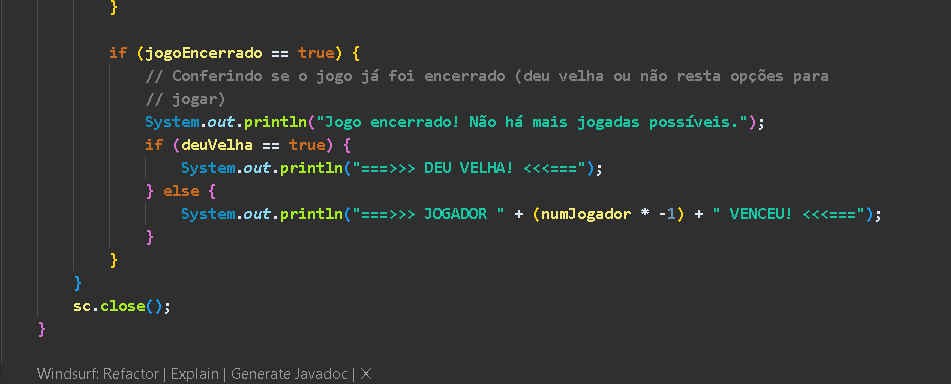 }
if (jogoEncerrado == true) {
// Conferindo se o jogo já foi encerrado (deu velha ou não resta opções para
// jogar)
System.out.println("Jogo encerrado! Não há mais jogadas possíveis.");
if (deuVelha == true) {
System.out.println("===>>> DEU VELHA! <<<===");
} else {
System.out.println("===>>> JOGADOR " + (numJogador * -1) + " VENCEU! <<<===");
}
}
}
sc.close();
}
Windsurf: Refactor | Explain | Generate Javadoc | X